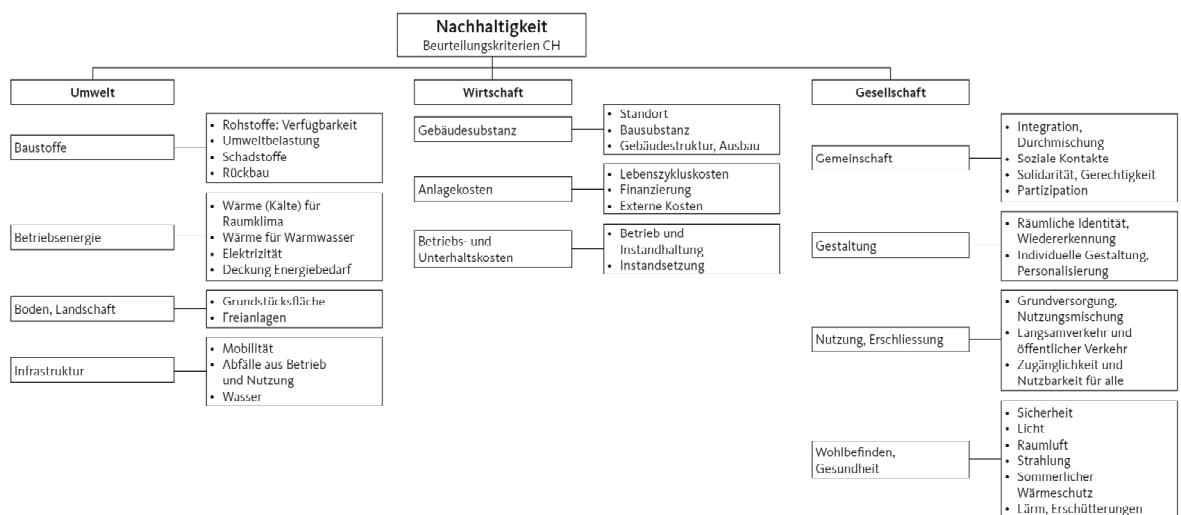 Nachhaltigkeit
Beurteilungskriterien CH
Umwelt
Baustoffe
• Rohstoffe: Verfügbarkeit
• Umweltbelastung
• Schadstoffe
• Rückbau
Betriebsenergie
• Wärme (Kälte) für
Raumklima
• Wärme für Warmwasser
• Elektrizität
• Deckung Energiebedarf
Boden, Landschaft
• Grundstücksfläche
• Freianlagen
Infrastruktur
• Mobilität
• Abfälle aus Betrieb
und Nutzung
• Wasser
Wirtschaft
Gebäudesubstanz
• Standort
• Bausubstanz
• Gebäudestruktur, Ausbau
Anlagekosten
• Lebenszykluskosten
• Finanzierung
• Externe Kosten
Betriebs- und
Unterhaltskosten
• Betrieb und
Instandhaltung
• Instandsetzung
Gesellschaft
Gemeinschaft
• Integration,
Durchmischung
• Soziale Kontakte
• Solidarität, Gerechtigkeit
• Partizipation
Gestaltung
• Räumliche Identität,
Wiedererkennung
• Individuelle Gestaltung,
Personalisierung
Nutzung, Erschliessung
• Grundversorgung,
Nutzungsmischung
• Langsamverkehr und
öffentlicher Verkehr
• Zugänglichkeit und
Nutzbarkeit für alle
Wohlbefinden,
Gesundheit
• Sicherheit
• Licht
• Raumluft
• Strahlung
• Sommerlicher
Wärmeschutz
• Lärm, Erschütterungen